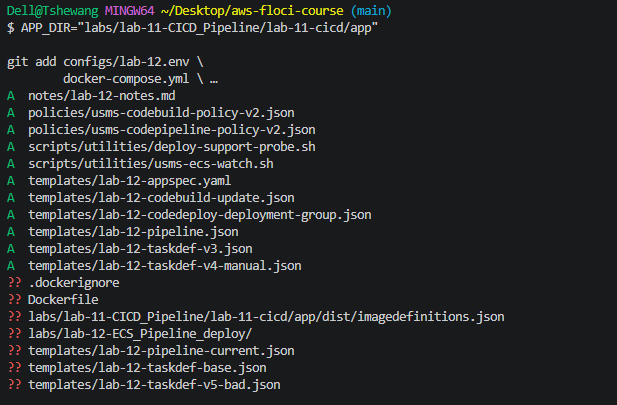 Dell@Tshewang MINGW64 ~/Desktop/aws-floci-course (main)
$ APP_DIR="labs/lab-11-CICD_Pipeline/lab-11-cicd/app"
git add configs/lab-12.env \
docker-compose.yml \ …
A notes/lab-12-notes.md
A policies/usms-codebuild-policy-v2.json
A policies/usms-codepipeline-policy-v2.json
A scripts/utilities/deploy-support-probe.sh
A scripts/utilities/usms-ecs-watch.sh
A templates/lab-12-appspec.yaml
A templates/lab-12-codebuild-update.json
A templates/lab-12-codedeploy-deployment-group.json
A templates/lab-12-pipeline.json
A templates/lab-12-taskdef-v3.json
A templates/lab-12-taskdef-v4-manual.json
?? .dockerignore
?? Dockerfile
?? labs/lab-11-CICD_Pipeline/lab-11-cicd/app/dist/imagedefinitions.json
?? labs/lab-12-ECS_Pipeline_deploy/
?? templates/lab-12-pipeline-current.json
?? templates/lab-12-taskdef-base.json
?? templates/lab-12-taskdef-v5-bad.json